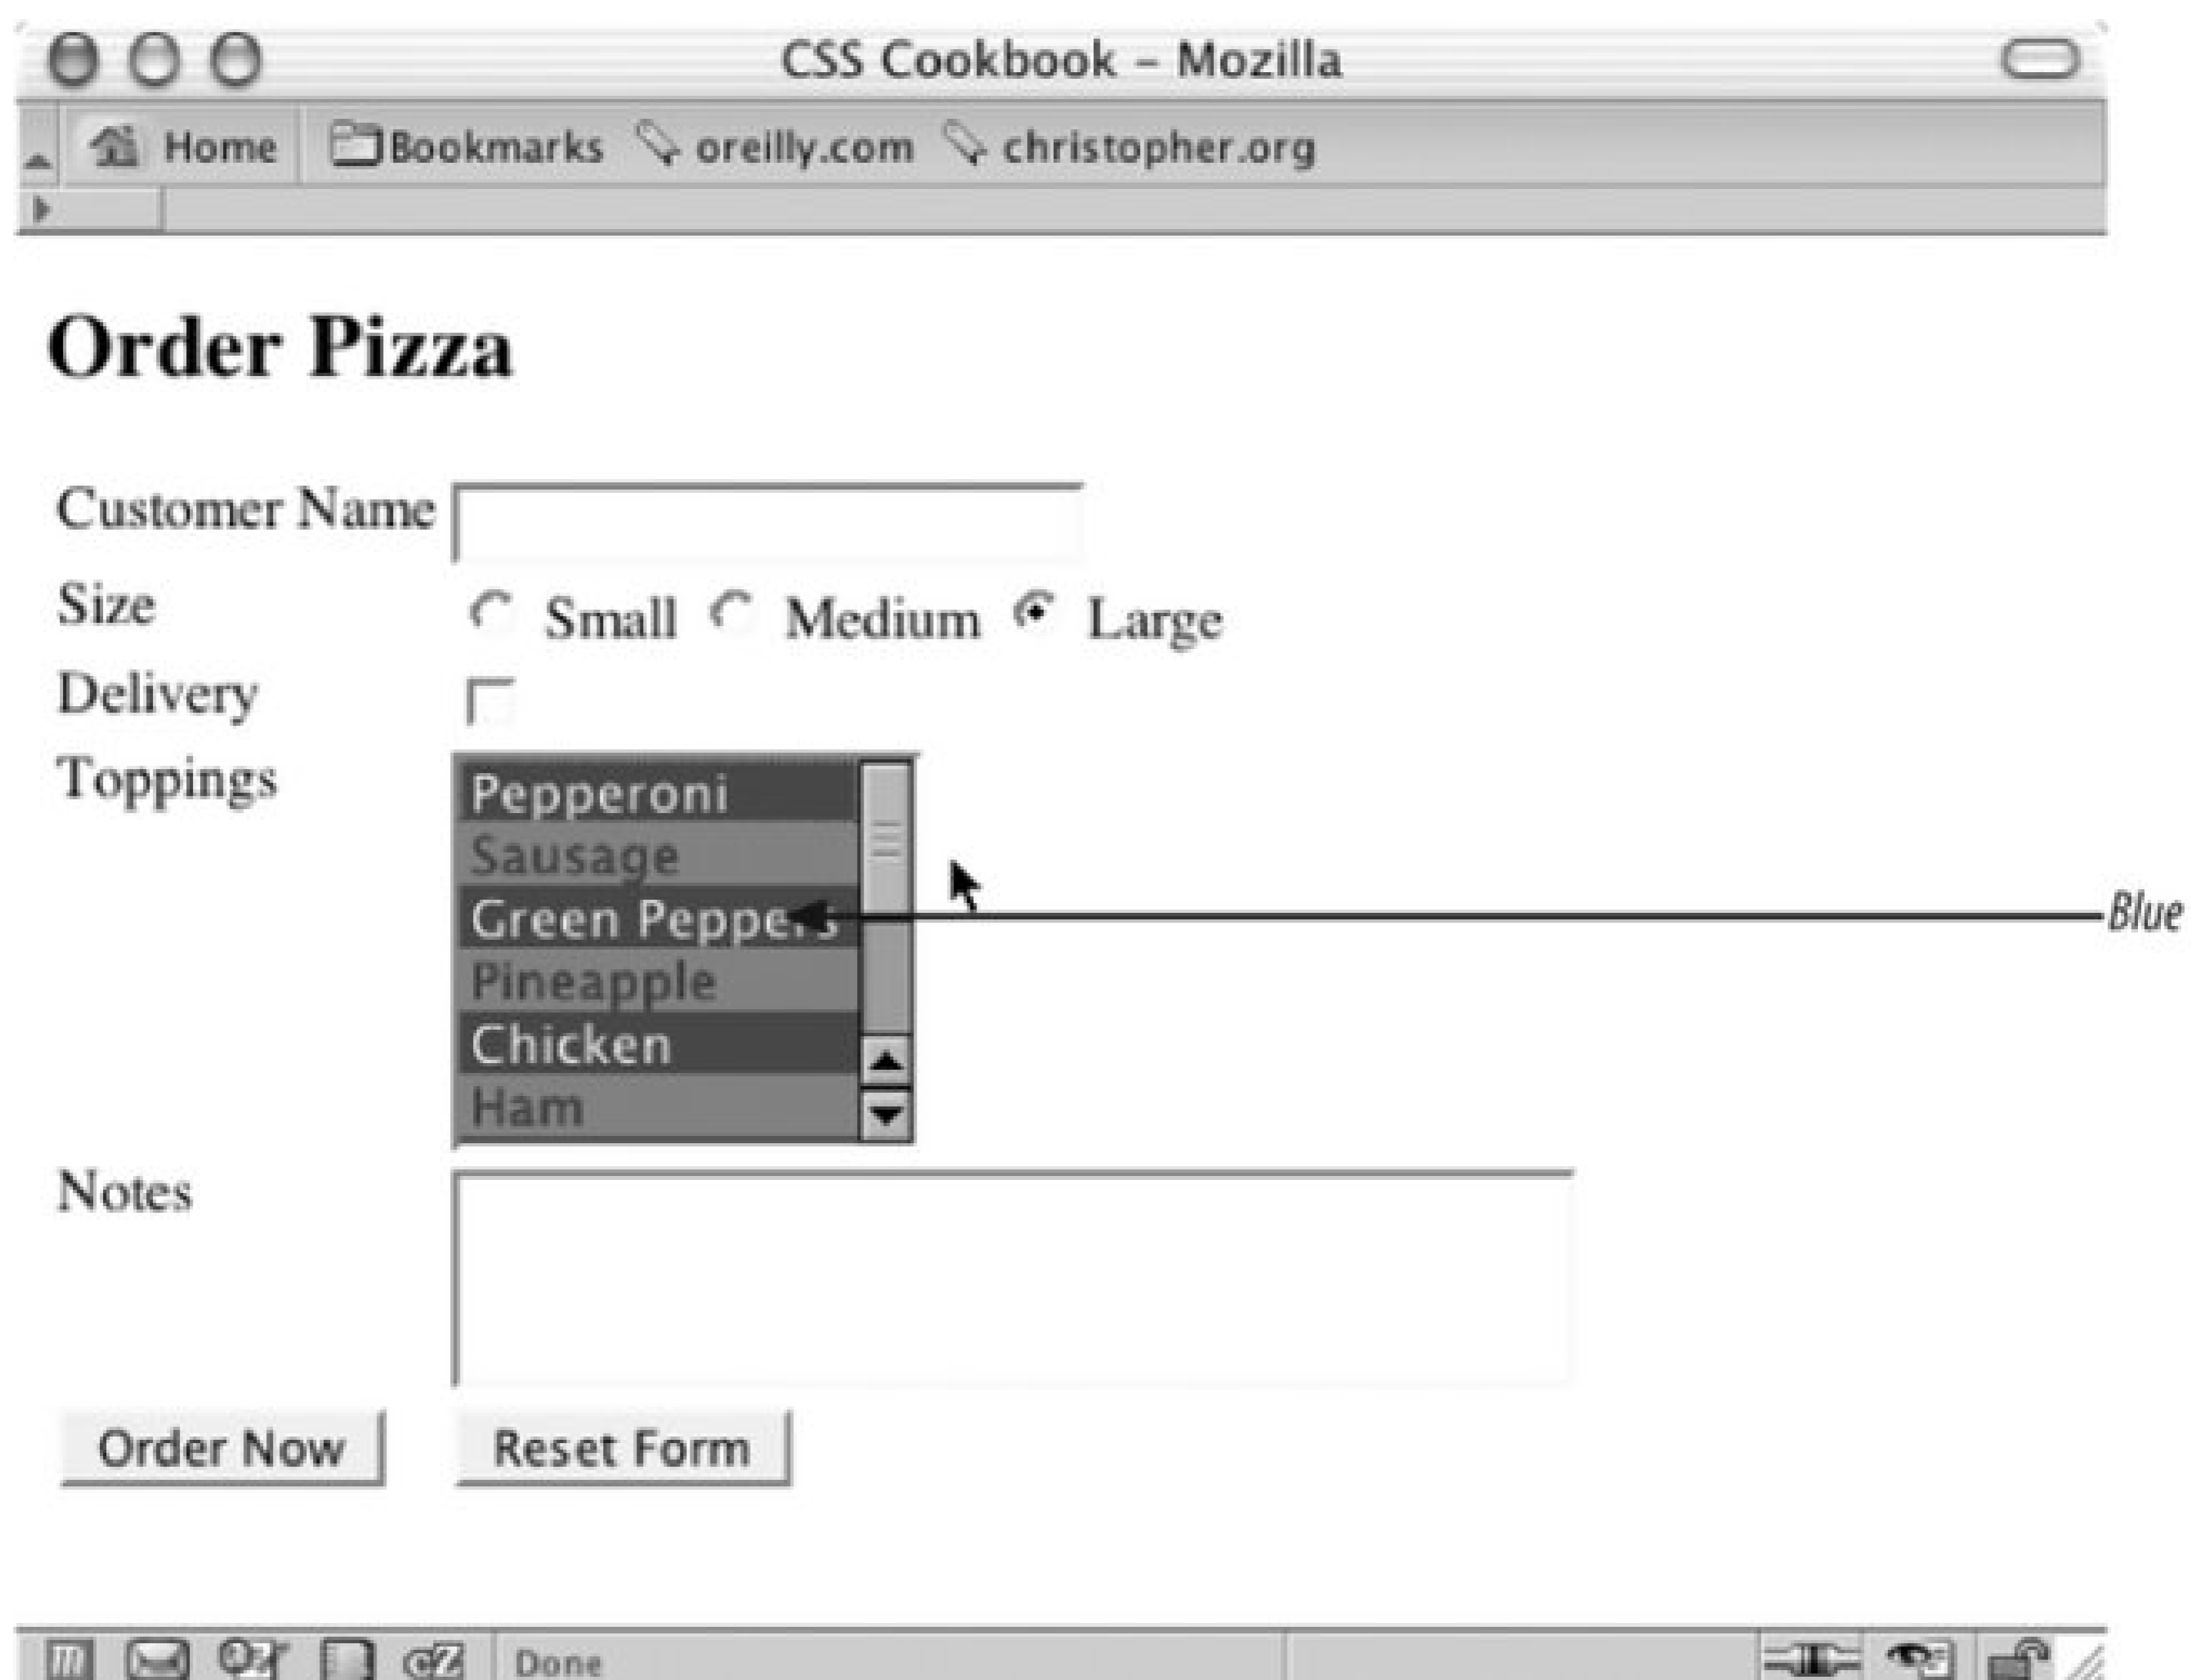 CSS Cookbook – Mozilla
Home Bookmarks oreilly.com christopher.org
Order Pizza
Customer Name
Size Small Medium Large
Delivery
Toppings Pepperoni
Sausage
Green Peppers
Blue
Pineapple
Chicken
Ham
Notes
Order Now Reset Form
Done